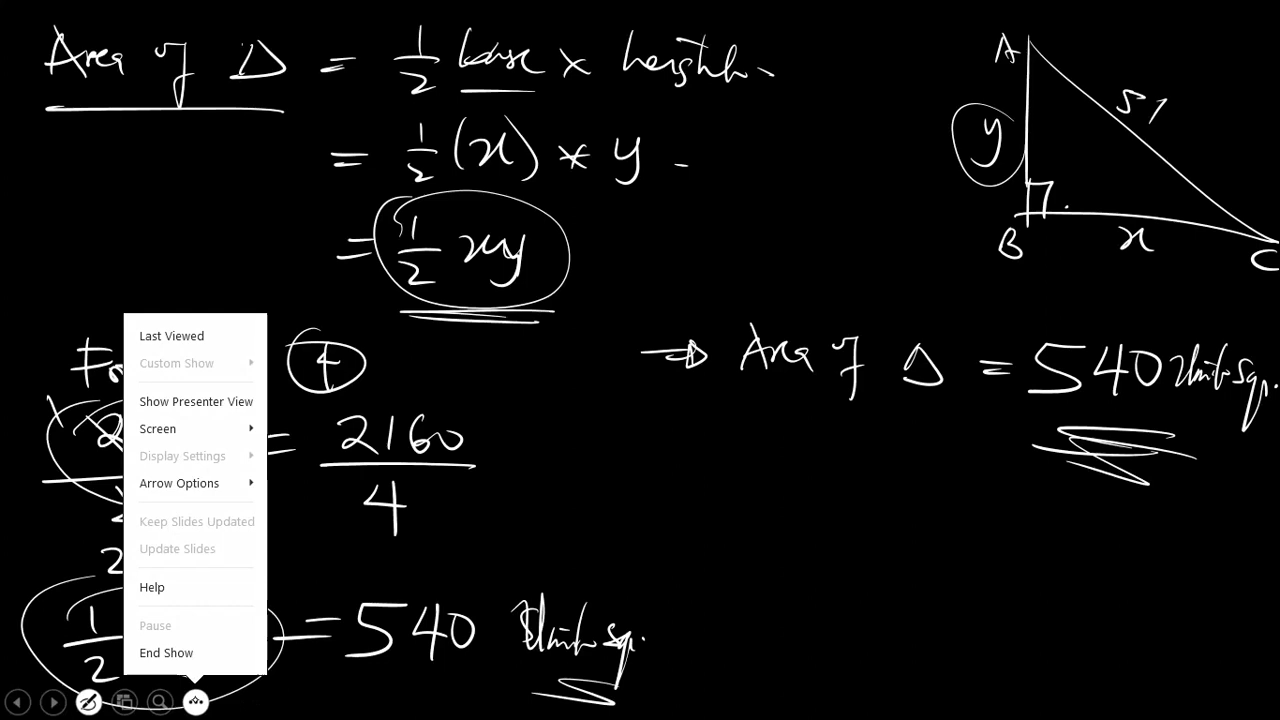 Area of Δ = 1/2 base × height.
= 1/2 (x) * y
= 1/2 xy
A
51
y
B
x
C
⇒ Area of Δ = 540 Unit Sq.
④
= 2160/4
2
1/2 = 540 Unit sq.
Last Viewed
Custom Show
Show Presenter View
Screen
Display Settings
Arrow Options
Keep Slides Updated
Update Slides
Help
Pause
End Show